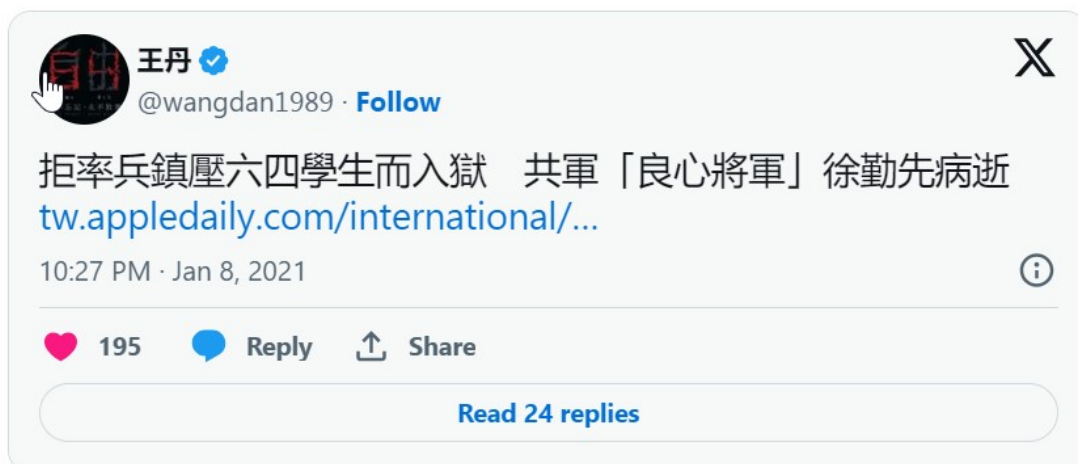 王丹
@wangdan1989 · Follow
拒率兵鎮壓六四學生而入獄　共軍「良心將軍」徐勤先病逝
tw.appledaily.com/international/...
10:27 PM · Jan 8, 2021
195 Reply Share
Read 24 replies